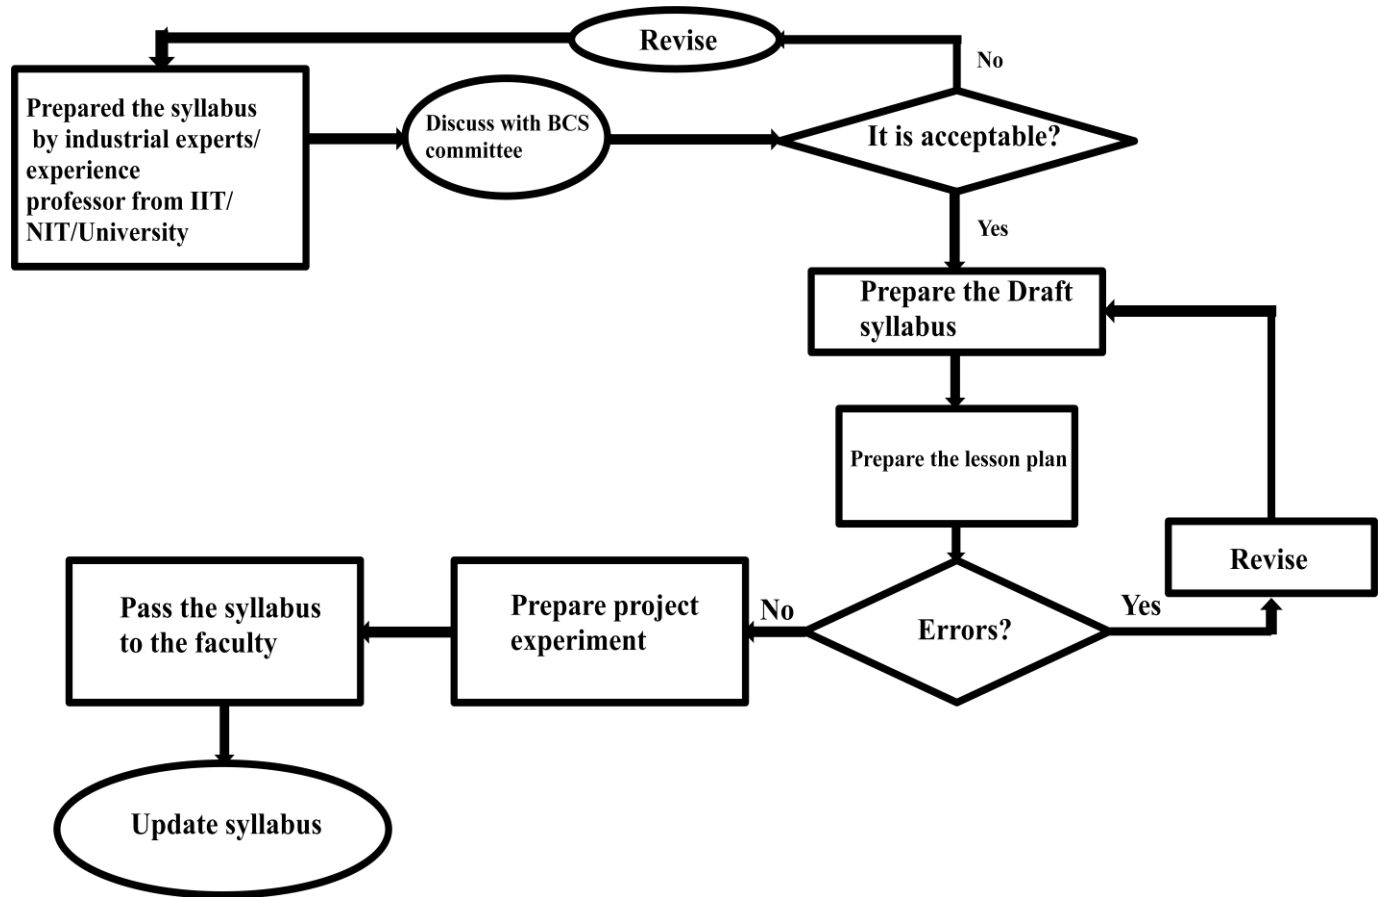 Revise
No
Prepared the syllabus
by industrial experts/
experience
professor from IIT/
NIT/University
Discuss with BCS
committee
It is acceptable?
Yes
Prepare the Draft
syllabus
Prepare the lesson plan
Revise
Errors?
Yes
No
Prepare project
experiment
Pass the syllabus
to the faculty
Update syllabus